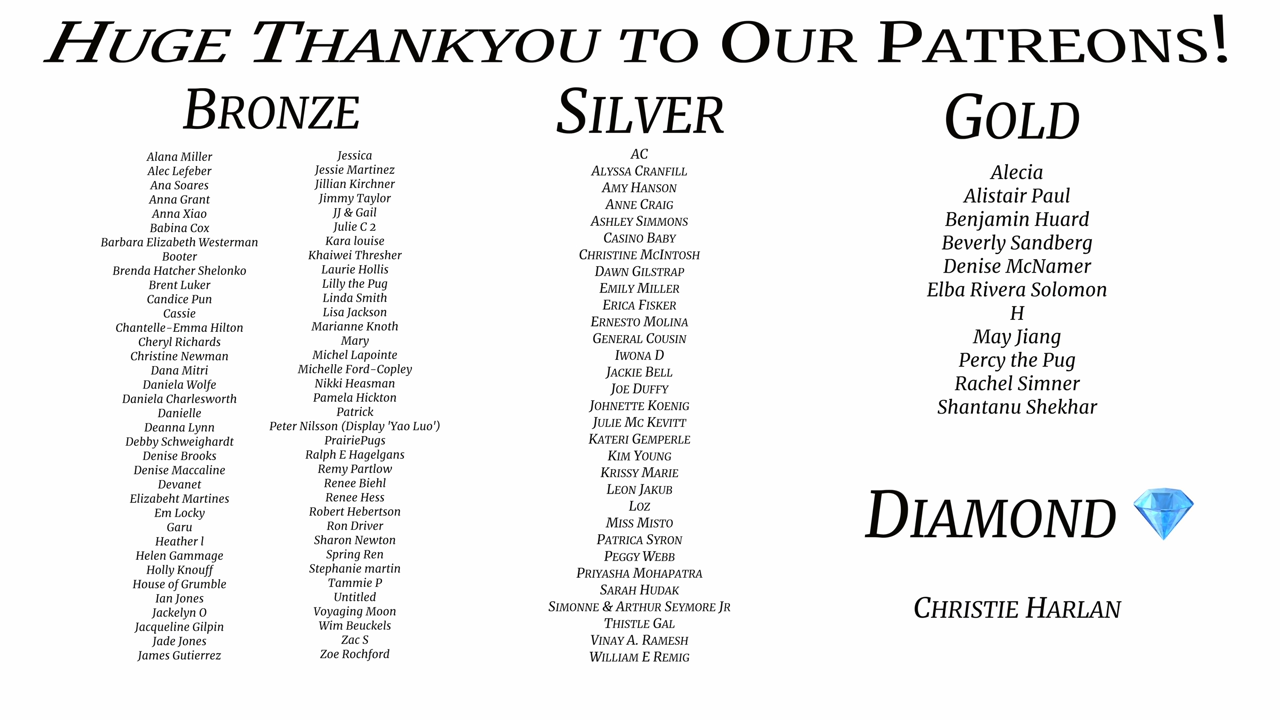 HUGE THANKYOU TO OUR PATREONS!
BRONZE
Alana Miller
Alec Lefeber
Ana Soares
Anna Grant
Anna Xiao
Babina Cox
Barbara Elizabeth Westerman
Booter
Brenda Hatcher Shelonko
Brent Luker
Candice Pun
Cassie
Chantelle-Emma Hilton
Cheryl Richards
Christine Newman
Dana Mitri
Daniela Wolfe
Daniela Charlesworth
Danielle
Deanna Lynn
Debby Schweighardt
Denise Brooks
Denise Maccaline
Devanet
Elizabeht Martines
Em Locky
Garu
Heather l
Helen Gammage
Holly Knouff
House of Grumble
Ian Jones
Jackelyn O
Jacqueline Gilpin
Jade Jones
James Gutierrez
Jessica
Jessie Martinez
Jillian Kirchner
Jimmy Taylor
JJ & Gail
Julie C 2
Kara louise
Khaiwei Thresher
Laurie Hollis
Lilly the Pug
Linda Smith
Lisa Jackson
Marianne Knoth
Mary
Michel Lapointe
Michelle Ford-Copley
Nikki Heasman
Pamela Hickton
Patrick
Peter Nilsson (Display 'Yao Luo')
PrairiePugs
Ralph E Hagelgans
Remy Partlow
Renee Biehl
Renee Hess
Robert Hebertson
Ron Driver
Sharon Newton
Spring Ren
Stephanie martin
Tammie P
Untitled
Voyaging Moon
Wim Beuckels
Zac S
Zoe Rochford
SILVER
AC
ALYSSA CRANFILL
AMY HANSON
ANNE CRAIG
ASHLEY SIMMONS
CASINO BABY
CHRISTINE MCINTOSH
DAWN GILSTRAP
EMILY MILLER
ERICA FISKER
ERNESTO MOLINA
GENERAL COUSIN
IWONA D
JACKIE BELL
JOE DUFFY
JOHNETTE KOENIG
JULIE MC KEVITT
KATERI GEMPERLE
KIM YOUNG
KRISSY MARIE
LEON JAKUB
LOZ
MISS MISTO
PATRICA SYRON
PEGGY WEBB
PRIYASHA MOHAPATRA
SARAH HUDAK
SIMONNE & ARTHUR SEYMORE JR
THISTLE GAL
VINAY A. RAMESH
WILLIAM E REMIG
GOLD
Alecia
Alistair Paul
Benjamin Huard
Beverly Sandberg
Denise McNamer
Elba Rivera Solomon
H
May Jiang
Percy the Pug
Rachel Simner
Shantanu Shekhar
DIAMOND
CHRISTIE HARLAN